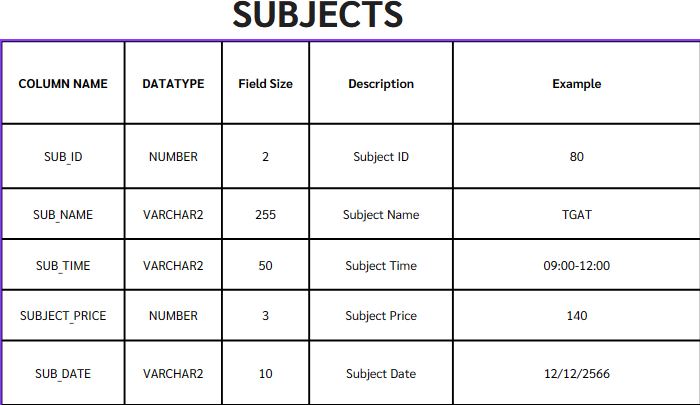 SUBJECTS
COLUMN NAME DATATYPE Field Size Description Example
SUB_ID NUMBER 2 Subject ID 80
SUB_NAME VARCHAR2 255 Subject Name TGAT
SUB_TIME VARCHAR2 50 Subject Time 09:00-12:00
SUBJECT_PRICE NUMBER 3 Subject Price 140
SUB_DATE VARCHAR2 10 Subject Date 12/12/2566